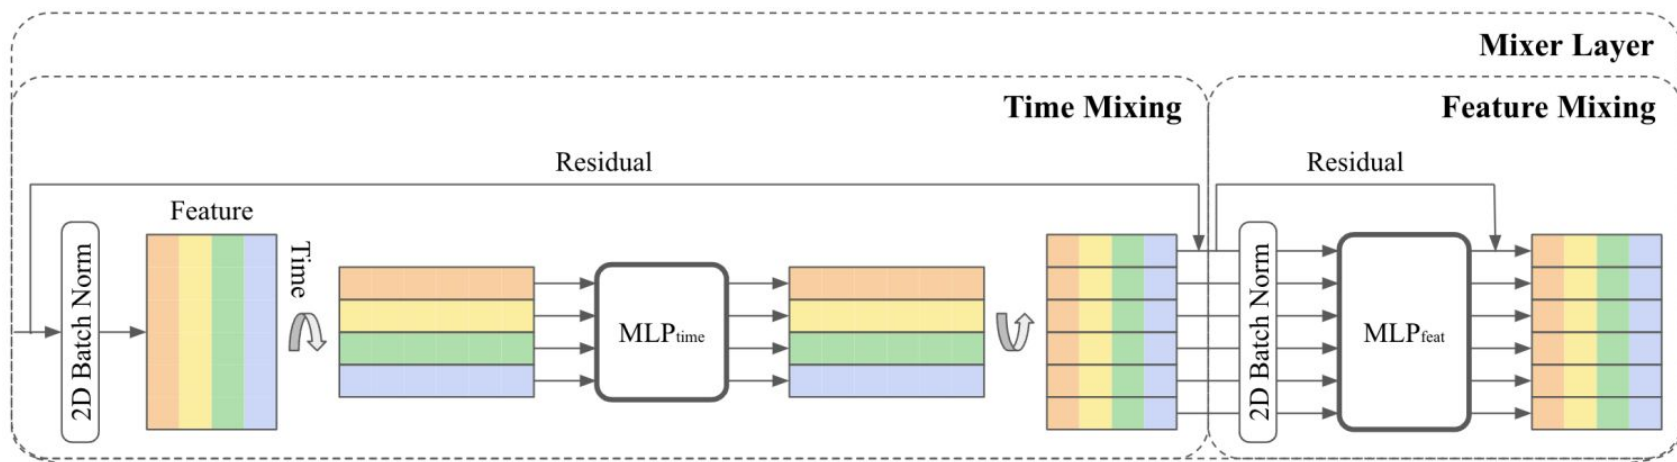 Mixer Layer
Time Mixing
Feature Mixing
Residual
Residual
2D Batch Norm
Feature
Time
MLPtime
2D Batch Norm
MLPfeat